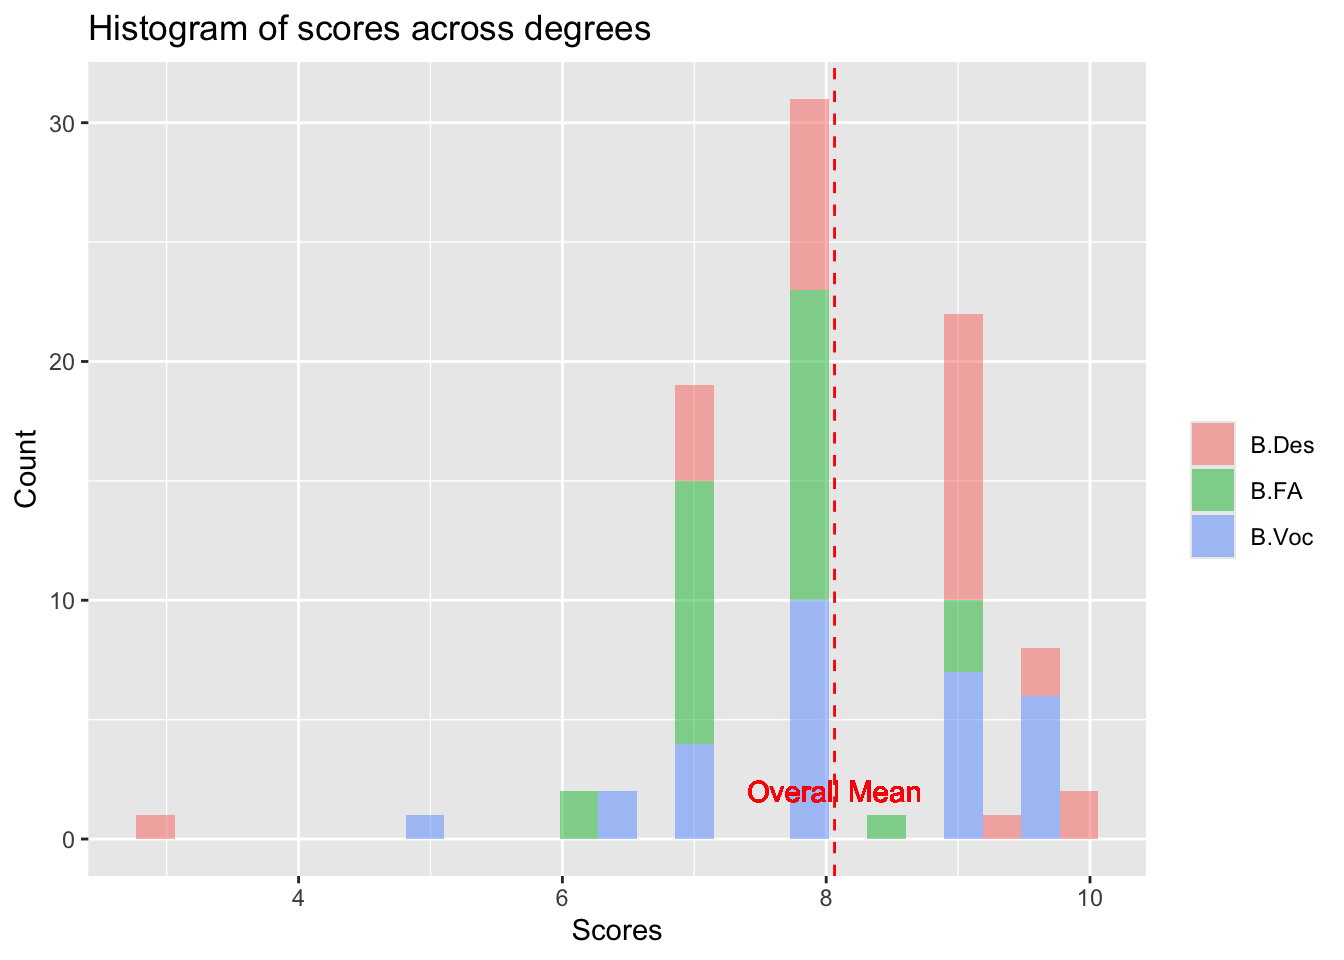 Histogram of scores across degrees
30
20
10
0
Count
Overall Mean
4 6 8 10
Scores
B.Des
B.FA
B.Voc